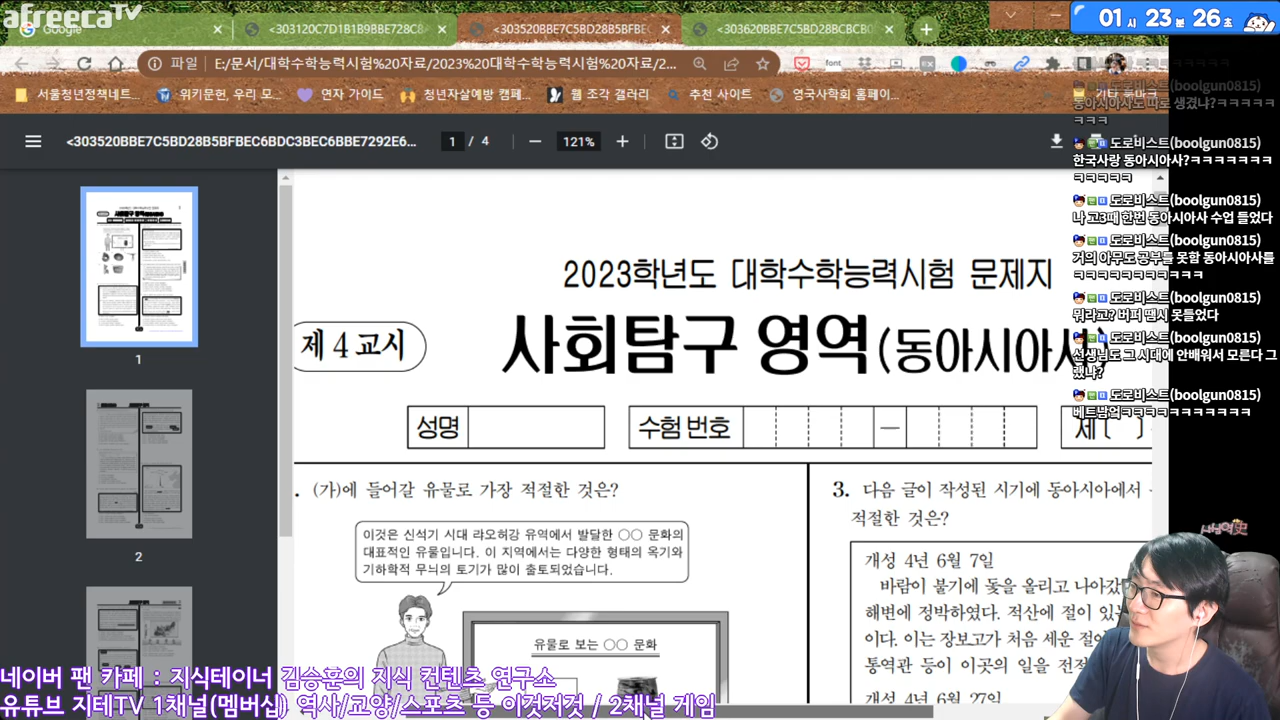 afreecaTV
Google
<303120C7D1B1B9BBE728C8
<303520BBE7C5BD28B5BFBEC
<303620BBE7C5BD28BCBCB0
01시 23분 26초
파일
E:/문서/대학수학능력시험%20자료/2023%20대학수학능력시험%20자료/2...
font
서울청년정책네트...
위키문헌, 우리 모...
연자 가이드
청년자살예방 캠페...
웹 조각 갤러리
추천 사이트
영국사학회 홈페이...
기타 북마크
동아시아사도 따로 생겼냐?ㅋㅋㅋㅋㅋ
ㅋㅋㅋ
<303520BBE7C5BD28B5BFBEC6BDC3BEC6BBE7292E6...
1 / 4
121%
도로비스트(boolgun0815)
한국사랑 동아시아사?ㅋㅋㅋㅋㅋㅋㅋ
ㅋㅋㅋㅋㅋ
도로비스트(boolgun0815)
나 고3때 한번 동아시아사 수업 들었다
도로비스트(boolgun0815)
거의 아무도 공부를 못함 동아시아사를
ㅋㅋㅋㅋㅋㅋㅋㅋㅋㅋ
도로비스트(boolgun0815)
뭐라고? 버퍼 땜시 못들었다
도로비스트(boolgun0815)
선생님도 그 시대에 안배워서 모른다 그
랬냐?
도로비스트(boolgun0815)
베트남얔ㅋㅋㅋㅋㅋㅋㅋㅋㅋㅋ
1
2
2023학년도 대학수학능력시험 문제지
제 4 교시
사회탐구 영역(동아시아사)
성명
수험 번호
제 [ ]
. (가)에 들어갈 유물로 가장 적절한 것은?
이것은 신석기 시대 랴오허강 유역에서 발달한 ○○ 문화의
대표적인 유물입니다. 이 지역에서는 다양한 형태의 옥기와
기하학적 무늬의 토기가 많이 출토되었습니다.
유물로 보는 ○○ 문화
3. 다음 글이 작성된 시기에 동아시아에서
적절한 것은?
개성 4년 6월 7일
바람이 불기에 돛을 올리고 나아갔
해변에 정박하였다. 적산에 절이 있는
이다. 이는 장보고가 처음 세운 절
통역관 등이 이곳의 일을 전
개성 4년 6월 27일
네이버 팬 카페 : 지식테이너 김승훈의 지식 컨텐츠 연구소
유튜브 지테TV 1채널(멤버십) 역사/교양/스포츠 등 이것저것 / 2채널 게임